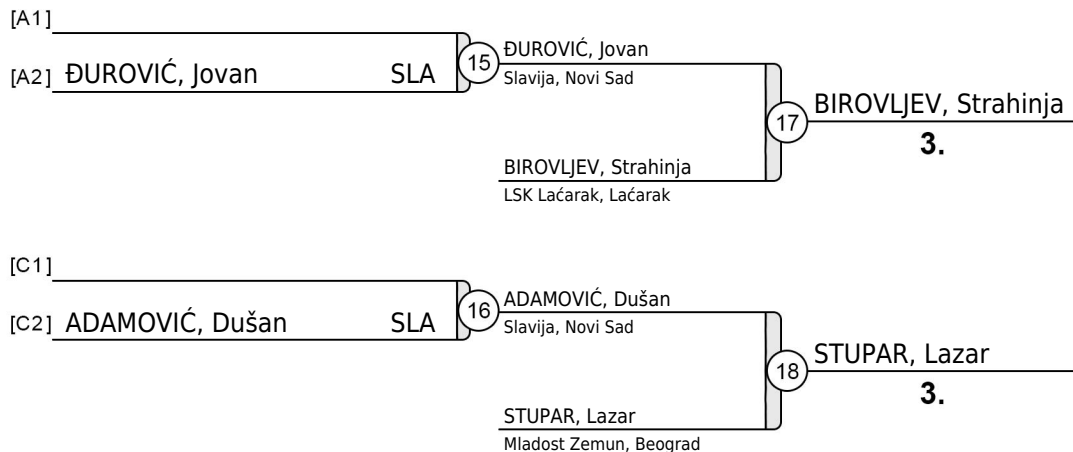 [A1]
[A2] ĐUROVIĆ, Jovan SLA
15
ĐUROVIĆ, Jovan
Slavija, Novi Sad
BIROVLJEV, Strahinja
LSK Laćarak, Laćarak
17
BIROVLJEV, Strahinja
3.
[C1]
[C2] ADAMOVIĆ, Dušan SLA
16
ADAMOVIĆ, Dušan
Slavija, Novi Sad
STUPAR, Lazar
Mladost Zemun, Beograd
18
STUPAR, Lazar
3.